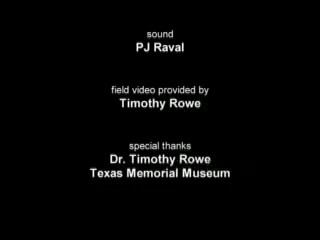 sound
PJ Raval
field video provided by
Timothy Rowe
special thanks
Dr. Timothy Rowe
Texas Memorial Museum